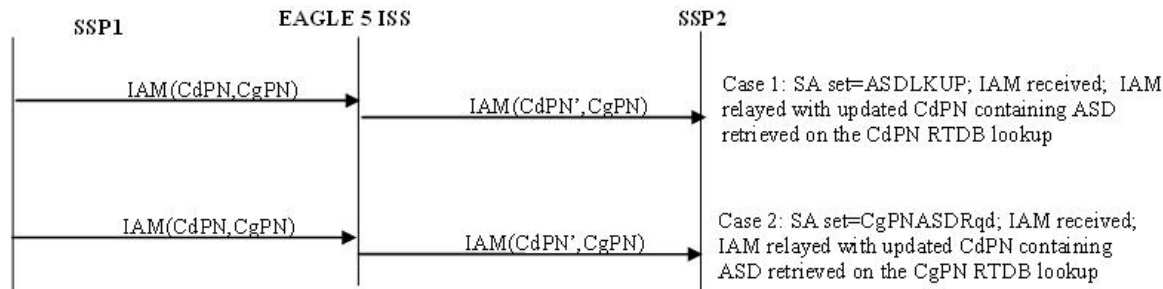 SSP1
EAGLE 5 ISS
SSP2
IAM(CdPN,CgPN)
IAM(CdPN’,CgPN)
Case 1: SA set=ASDLKUP; IAM received; IAM
relayed with updated CdPN containing ASD
retrieved on the CdPN RTDB lookup
IAM(CdPN,CgPN)
IAM(CdPN’,CgPN)
Case 2: SA set=CgPNASDRqd; IAM received;
IAM relayed with updated CdPN containing
ASD retrieved on the CgPN RTDB lookup